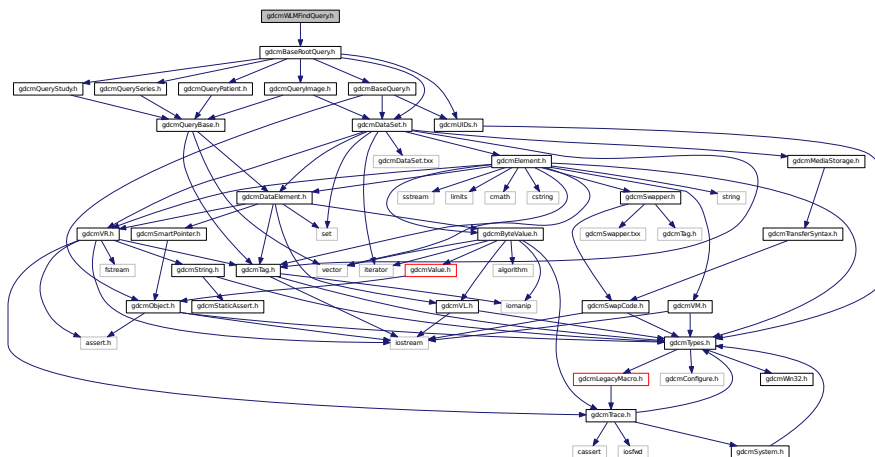 gdcmWLMFindQuery.h
gdcmBaseRootQuery.h
gdcmQueryStudy.h
gdcmQuerySeries.h
gdcmQueryPatient.h
gdcmQueryImage.h
gdcmBaseQuery.h
gdcmQueryBase.h
gdcmDataSet.h
gdcmUIDs.h
gdcmDataSet.txx
gdcmElement.h
gdcmMediaStorage.h
gdcmDataElement.h
sstream
limits
cmath
cstring
gdcmSwapper.h
string
gdcmVR.h
gdcmSmartPointer.h
set
gdcmByteValue.h
gdcmSwapper.txx
gdcmTag.h
gdcmTransferSyntax.h
fstream
gdcmString.h
gdcmTag.h
vector
iterator
gdcmValue.h
algorithm
gdcmObject.h
gdcmStaticAssert.h
gdcmVL.h
iomanip
gdcmSwapCode.h
gdcmVM.h
assert.h
iostream
gdcmTypes.h
gdcmLegacyMacro.h
gdcmConfigure.h
gdcmWin32.h
gdcmTrace.h
cassert
iosfwd
gdcmSystem.h